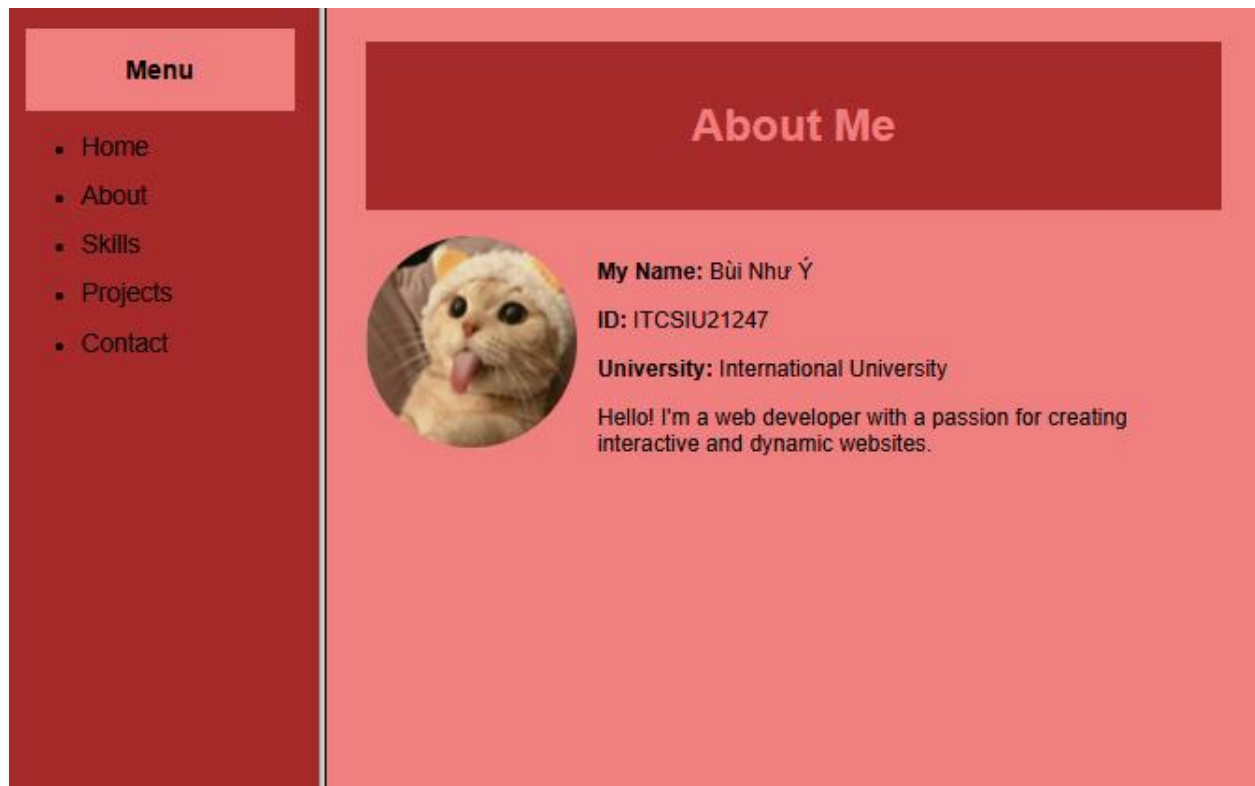 Menu
Home
About
Skills
Projects
Contact
About Me
My Name: Bùi Như Ý
ID: ITCSIU21247
University: International University
Hello! I'm a web developer with a passion for creating
interactive and dynamic websites.